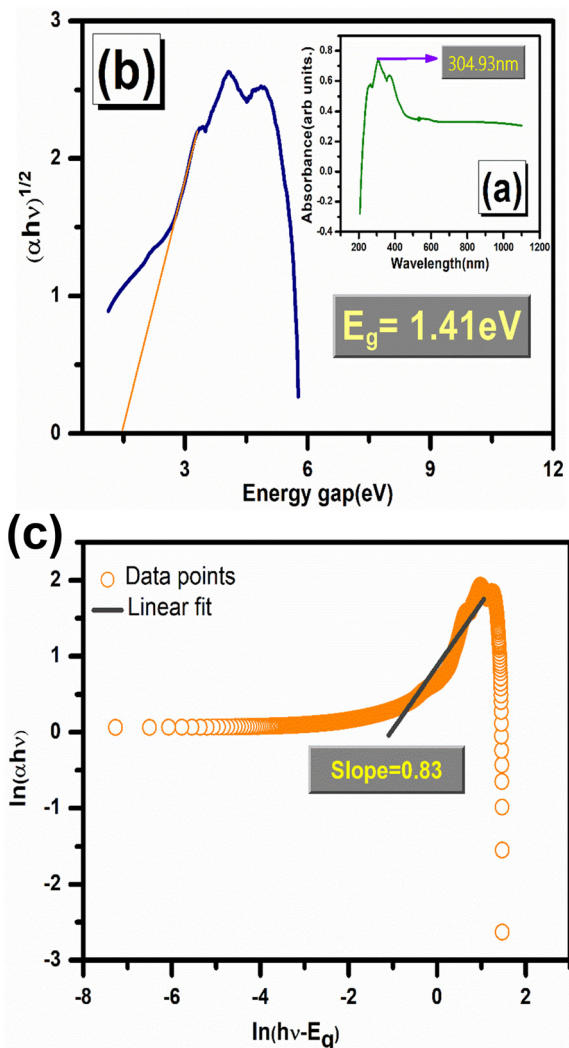 (b)
(αhν)1/2
2
1
0
3
6
9
12
Energy gap(eV)
Absorbance(arb units.)
0.8
0.6
0.4
0.2
0.0
-0.2
-0.4
200
400
600
800
1000
1200
Wavelength(nm)
304.93nm
(a)
3
Eg= 1.41eV
(c)
Data points
Linear fit
ln(αhν)
2
1
0
-1
-2
-3
-8
-6
-4
-2
0
2
ln(hν-Eg)
Slope=0.83